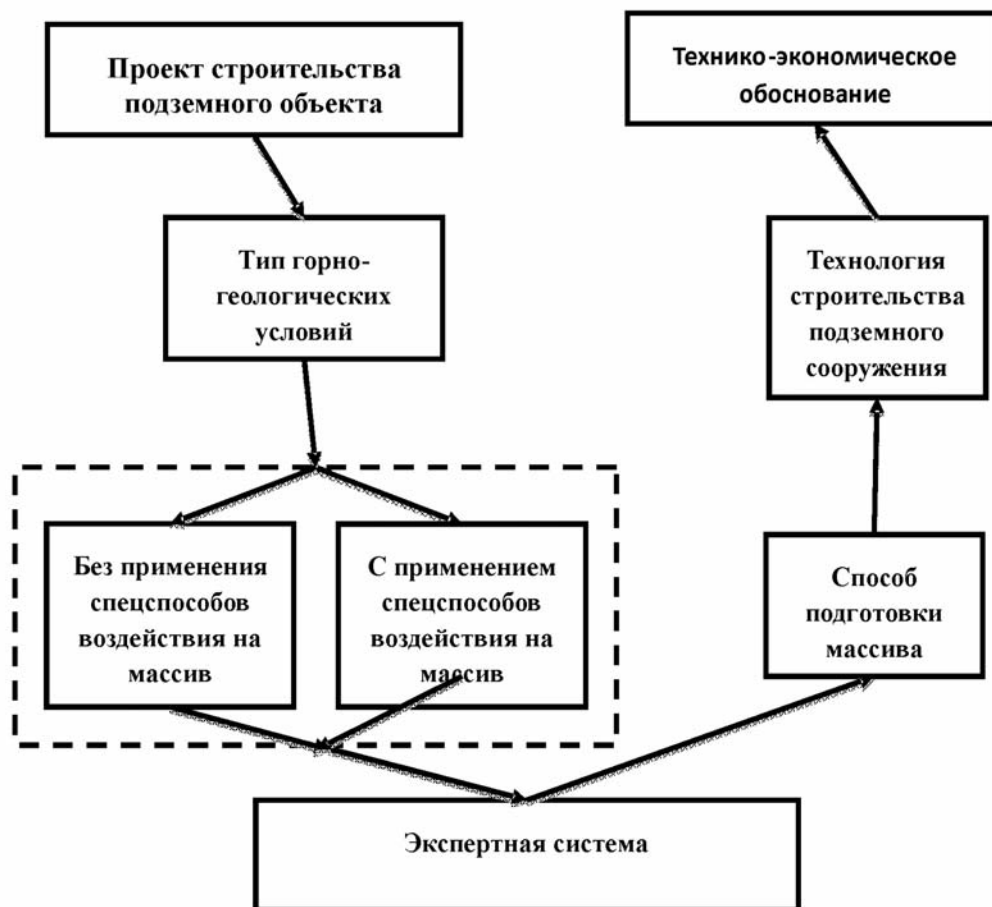 Проект строительства
подземного объекта
Технико-экономическое
обоснование
Тип горно-
геологических
условий
Технология
строительства
подземного
сооружения
Без применения
спецспособов
воздействия на
массив
С применением
спецспособов
воздействия на
массив
Способ
подготовки
массива
Экспертная система